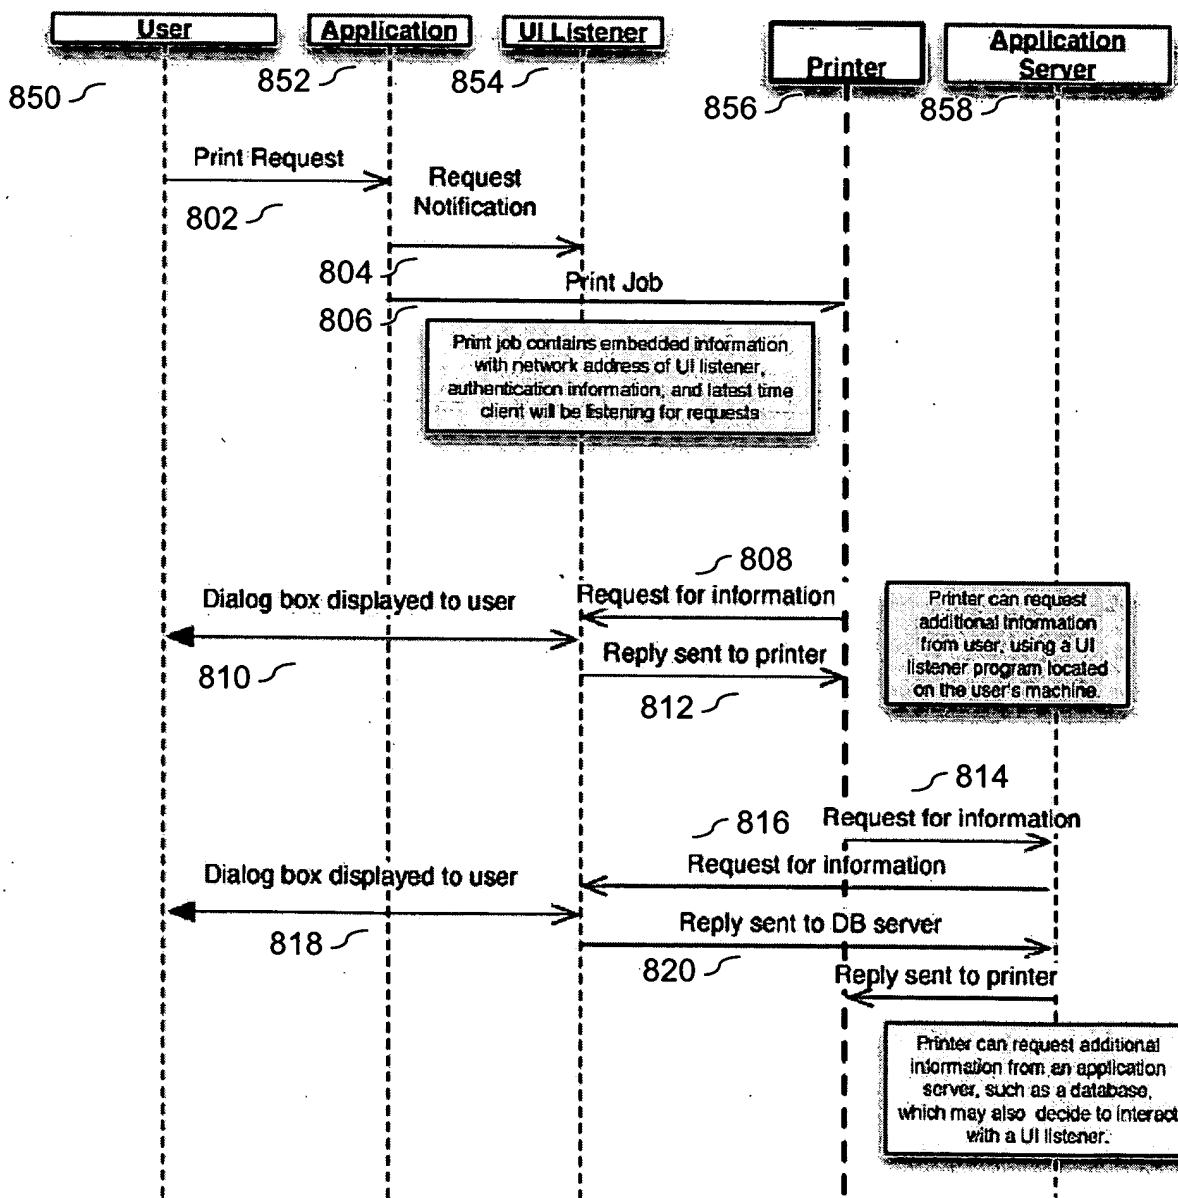 User
Application
UI Listener
Printer
Application
Server
850
852
854
856
858
Print Request
802
Request
Notification
804
Print Job
806
Print job contains embedded information
with network address of UI listener,
authentication information, and latest time
client will be listening for requests
808
Request for information
Dialog box displayed to user
810
Reply sent to printer
812
Printer can request
additional information
from user, using a UI
listener program located
on the user's machine.
814
Request for information
816
Request for information
Dialog box displayed to user
818
Reply sent to DB server
820
Reply sent to printer
Printer can request additional
information from an application
server, such as a database,
which may also decide to interact
with a UI listener.